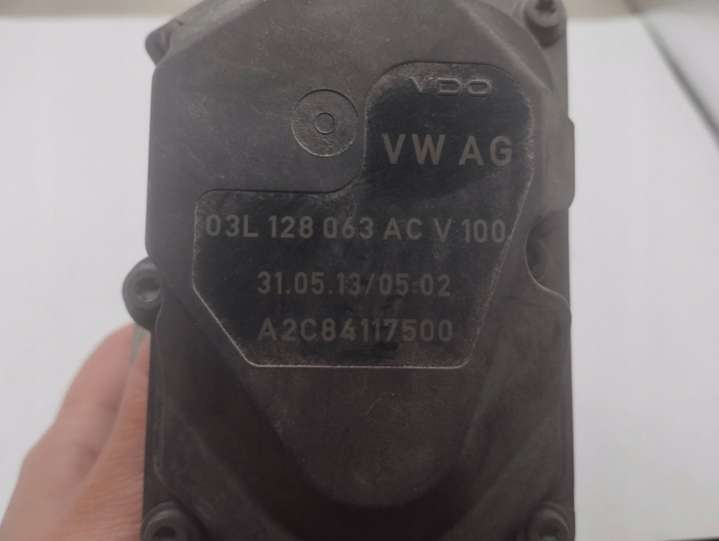 VDO
VW AG
03L 128 063 AC V 100
31.05.13/05:02
A2C84117500